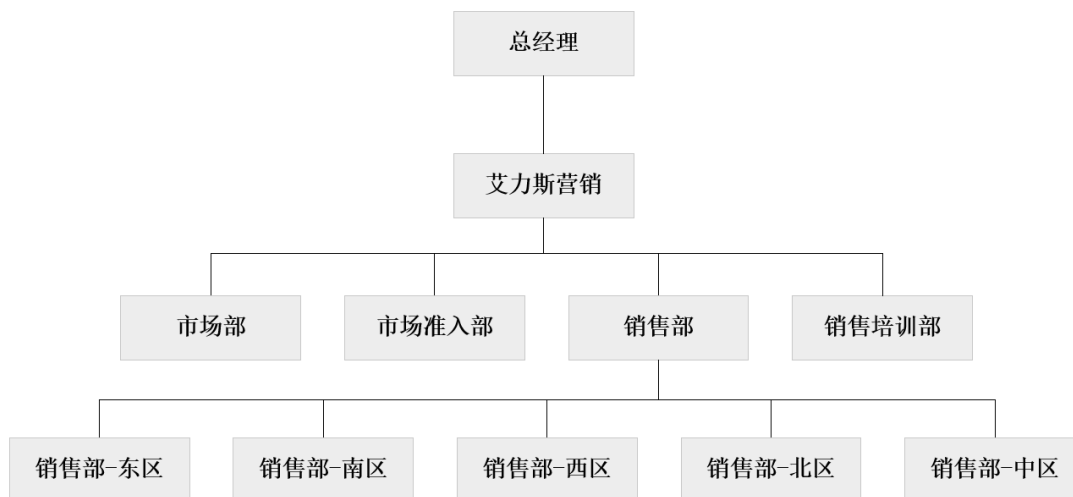 总经理
艾力斯营销
市场部
市场准入部
销售部
销售培训部
销售部-东区
销售部-南区
销售部-西区
销售部-北区
销售部-中区